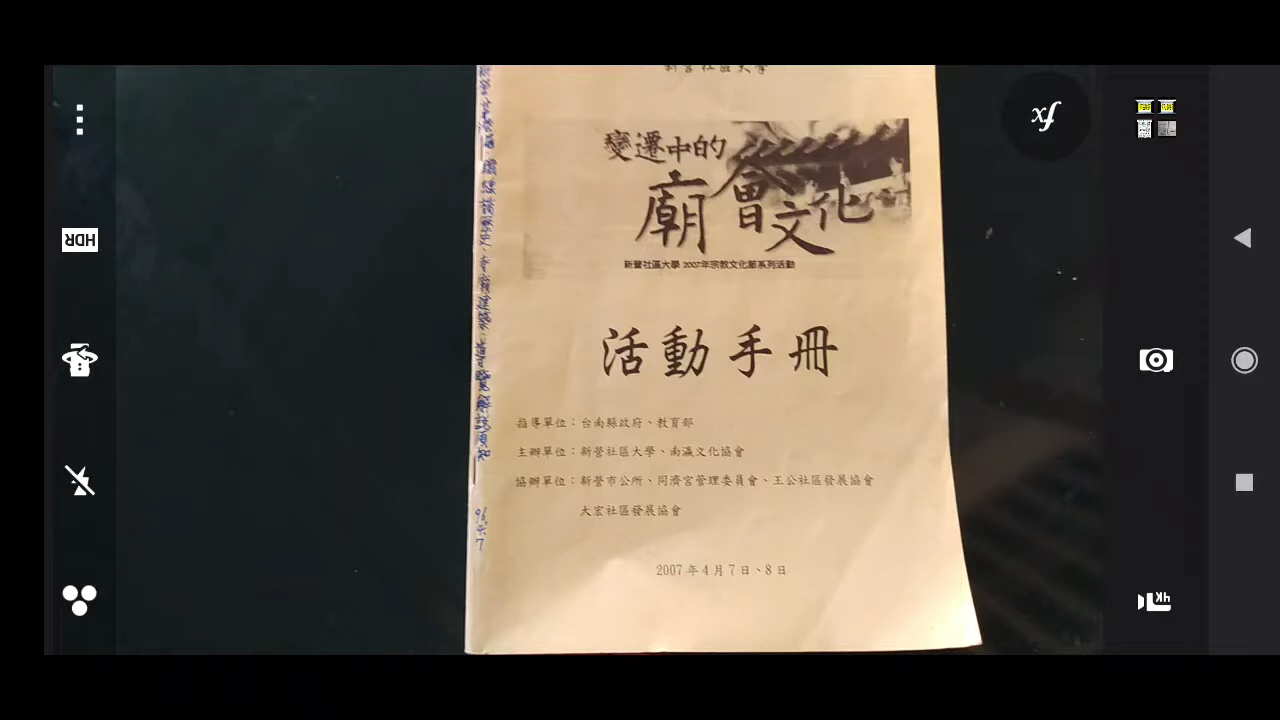 新營社區大學
變遷中的
廟會文化
新營社區大學 2007年宗教文化節系列活動
活動手冊
指導單位：台南縣政府、教育部
主辦單位：新營社區大學、南瀛文化協會
協辦單位：新營市公所、同濟宮管理委員會、王公社區發展協會
大宏社區發展協會
2007 年 4 月 7 日、8 日
96.4.7
HDR
4K